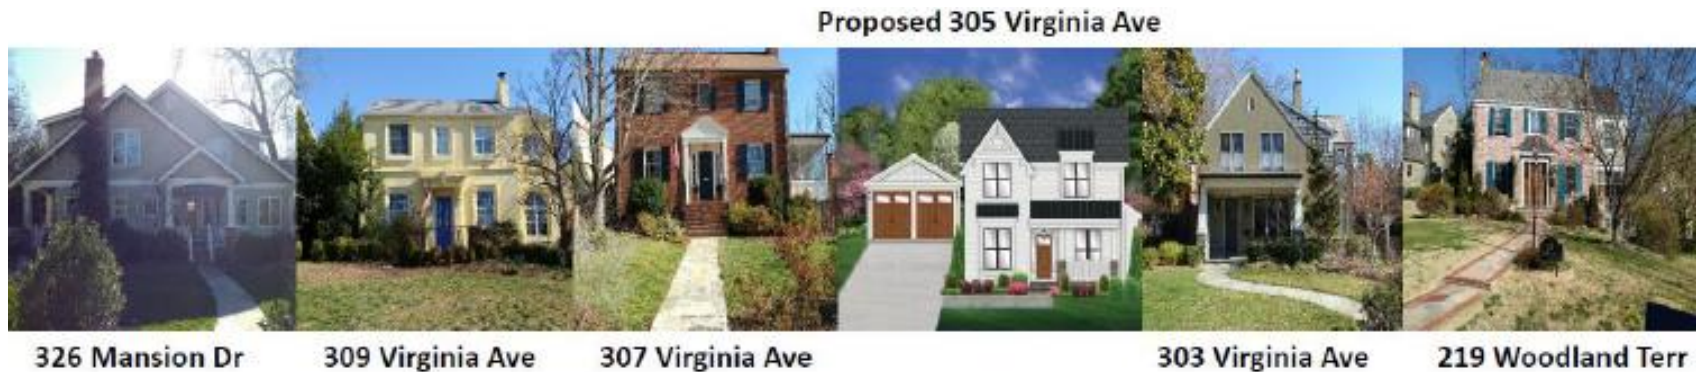 Proposed 305 Virginia Ave
326 Mansion Dr
309 Virginia Ave
307 Virginia Ave
303 Virginia Ave
219 Woodland Terr